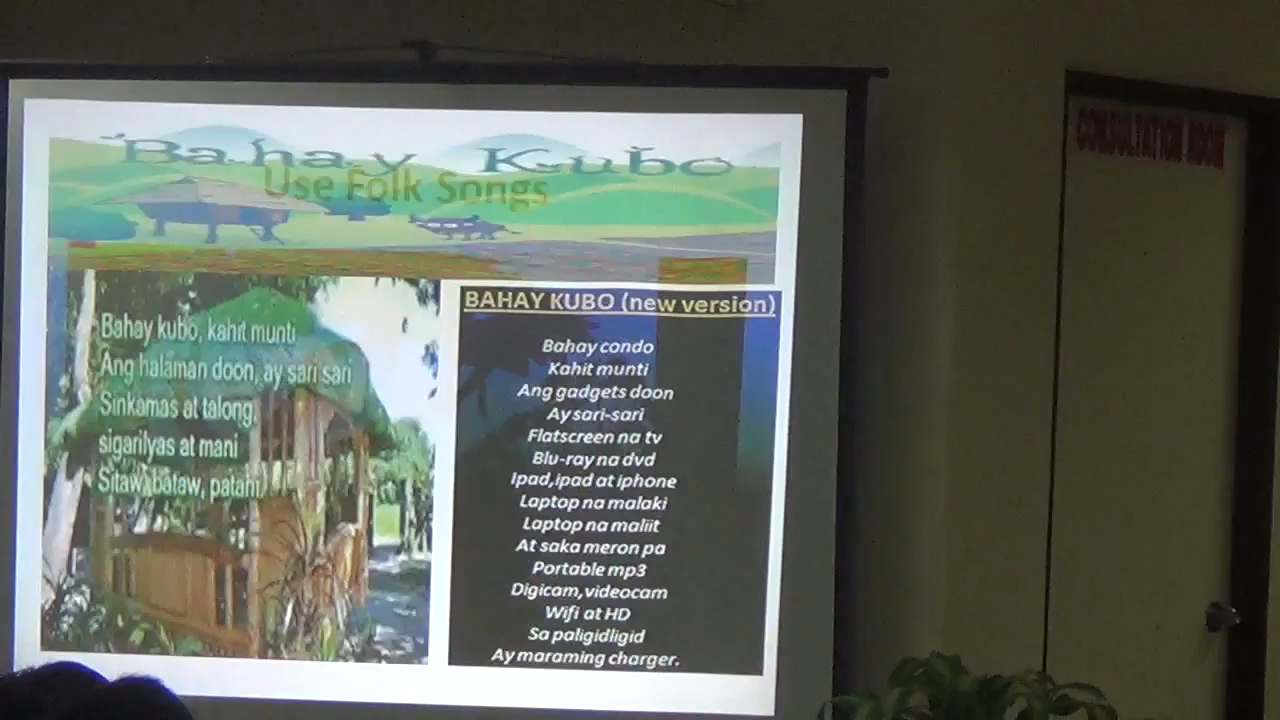 Bahay Kubo
Use Folk Songs
Bahay kubo, kahit munti
Ang halaman doon, ay sari sari
Sinkamas at talong,
sigarilyas at mani
Sitaw, bataw, patani
BAHAY KUBO (new version)
Bahay condo
Kahit munti
Ang gadgets doon
Ay sari-sari
Flatscreen na tv
Blu-ray na dvd
Ipad,ipad at iphone
Laptop na malaki
Laptop na maliit
At saka meron pa
Portable mp3
Digicam,videocam
Wifi at HD
Sa paligidligid
Ay maraming charger.
CONSULTATION ROOM